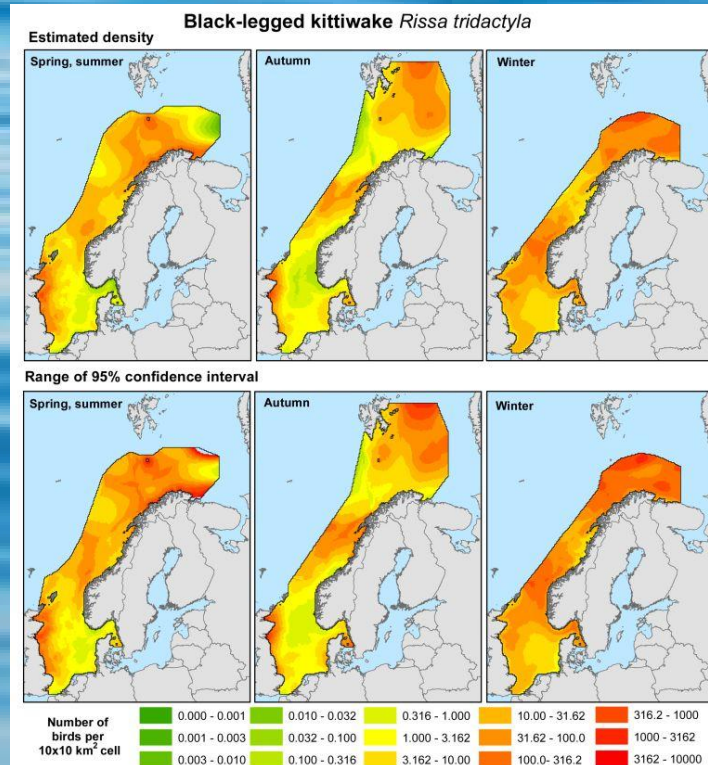 Black-legged kittiwake Rissa tridactyla
Estimated density
Spring, summer
Autumn
Winter
Range of 95% confidence interval
Spring, summer
Autumn
Winter
Number of birds per 10x10 km² cell
0.000 - 0.001
0.010 - 0.032
0.316 - 1.000
10.00 - 31.62
316.2 - 1000
0.001 - 0.003
0.032 - 0.100
1.000 - 3.162
31.62 - 100.0
1000 - 3162
0.003 - 0.010
0.100 - 0.316
3.162 - 10.00
100.0 - 316.2
3162 - 10000